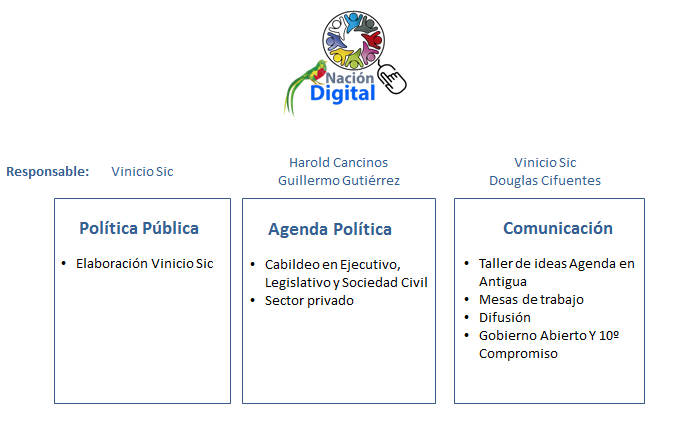 Nación
Digital
Responsable:
Vinicio Sic
Harold Cancinos
Guillermo Gutiérrez
Vinicio Sic
Douglas Cifuentes
Política Pública
• Elaboración Vinicio Sic
Agenda Política
• Cabildeo en Ejecutivo,
Legislativo y Sociedad Civil
• Sector privado
Comunicación
• Taller de ideas Agenda en
Antigua
• Mesas de trabajo
• Difusión
• Gobierno Abierto Y 10º
Compromiso